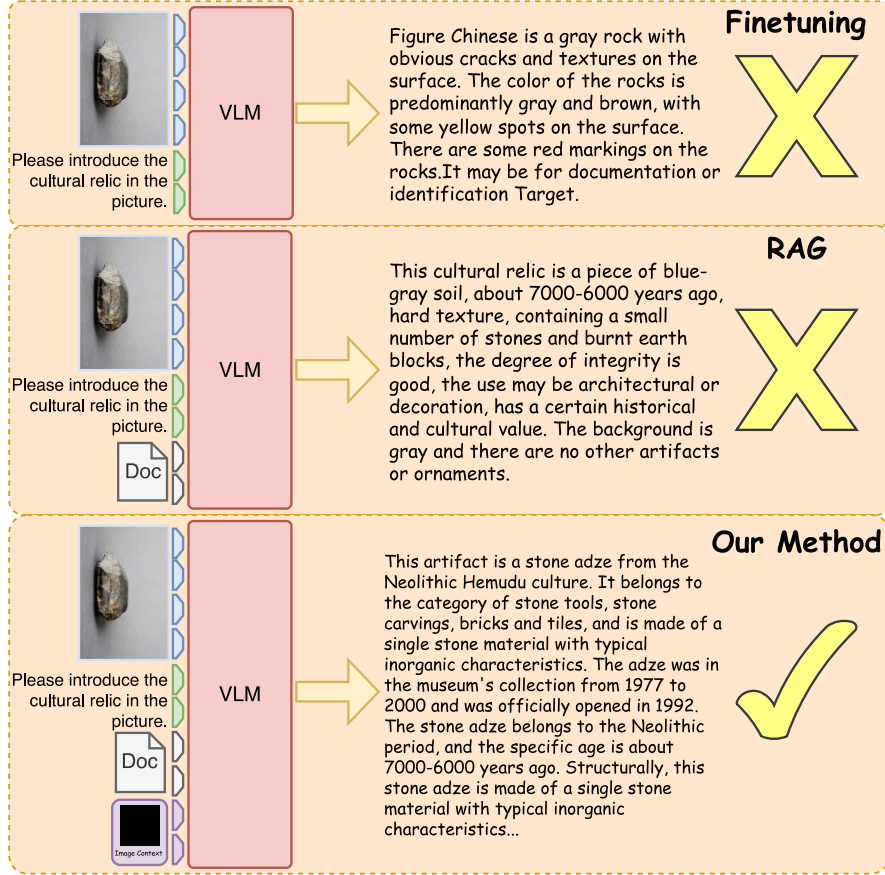 Finetuning
Please introduce the
cultural relic in the
picture.
VLM
Figure Chinese is a gray rock with
obvious cracks and textures on the
surface. The color of the rocks is
predominantly gray and brown, with
some yellow spots on the surface.
There are some red markings on the
rocks.It may be for documentation or
identification Target.
RAG
Please introduce the
cultural relic in the
picture.
Doc
VLM
This cultural relic is a piece of blue-
gray soil, about 7000-6000 years ago,
hard texture, containing a small
number of stones and burnt earth
blocks, the degree of integrity is
good, the use may be architectural or
decoration, has a certain historical
and cultural value. The background is
gray and there are no other artifacts
or ornaments.
Our Method
Please introduce the
cultural relic in the
picture.
Doc
Image Context
VLM
This artifact is a stone adze from the
Neolithic Hemudu culture. It belongs to
the category of stone tools, stone
carvings, bricks and tiles, and is made of a
single stone material with typical
inorganic characteristics. The adze was in
the museum's collection from 1977 to
2000 and was officially opened in 1992.
The stone adze belongs to the Neolithic
period, and the specific age is about
7000-6000 years ago. Structurally, this
stone adze is made of a single stone
material with typical inorganic
characteristics...